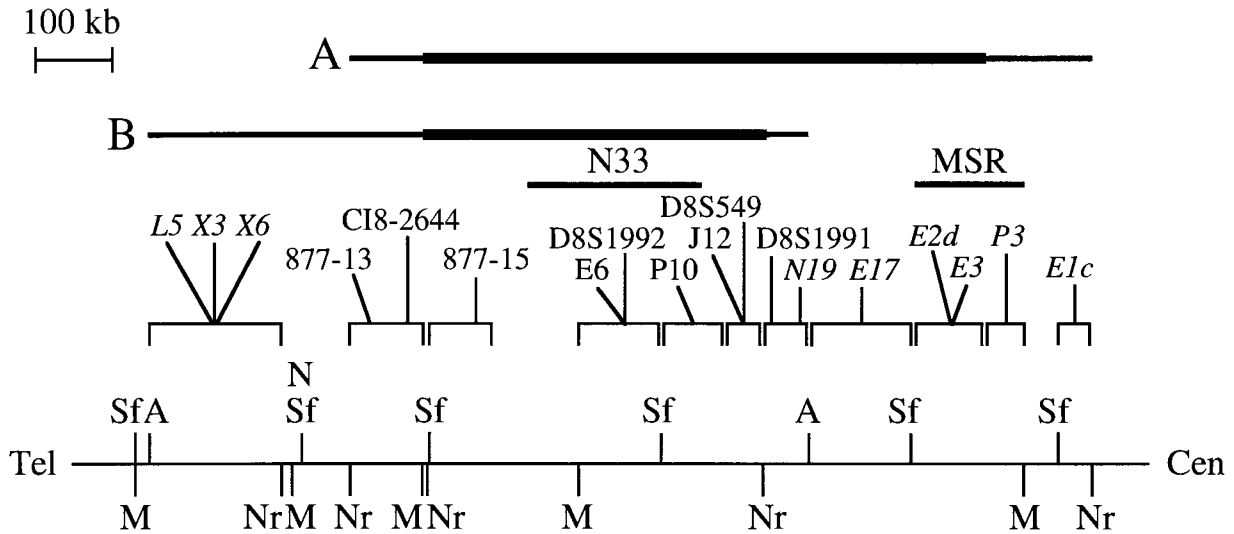 100 kb
A
B
N33 MSR
D8S549
L5 X3 X6 CI8-2644 D8S1992 J12 D8S1991 E2d P3
877-13 877-15 E6 P10 N19 E17 E3 E1c
N
Sf A Sf Sf Sf A Sf Sf
Tel Cen
M Nr M Nr M Nr M Nr M Nr